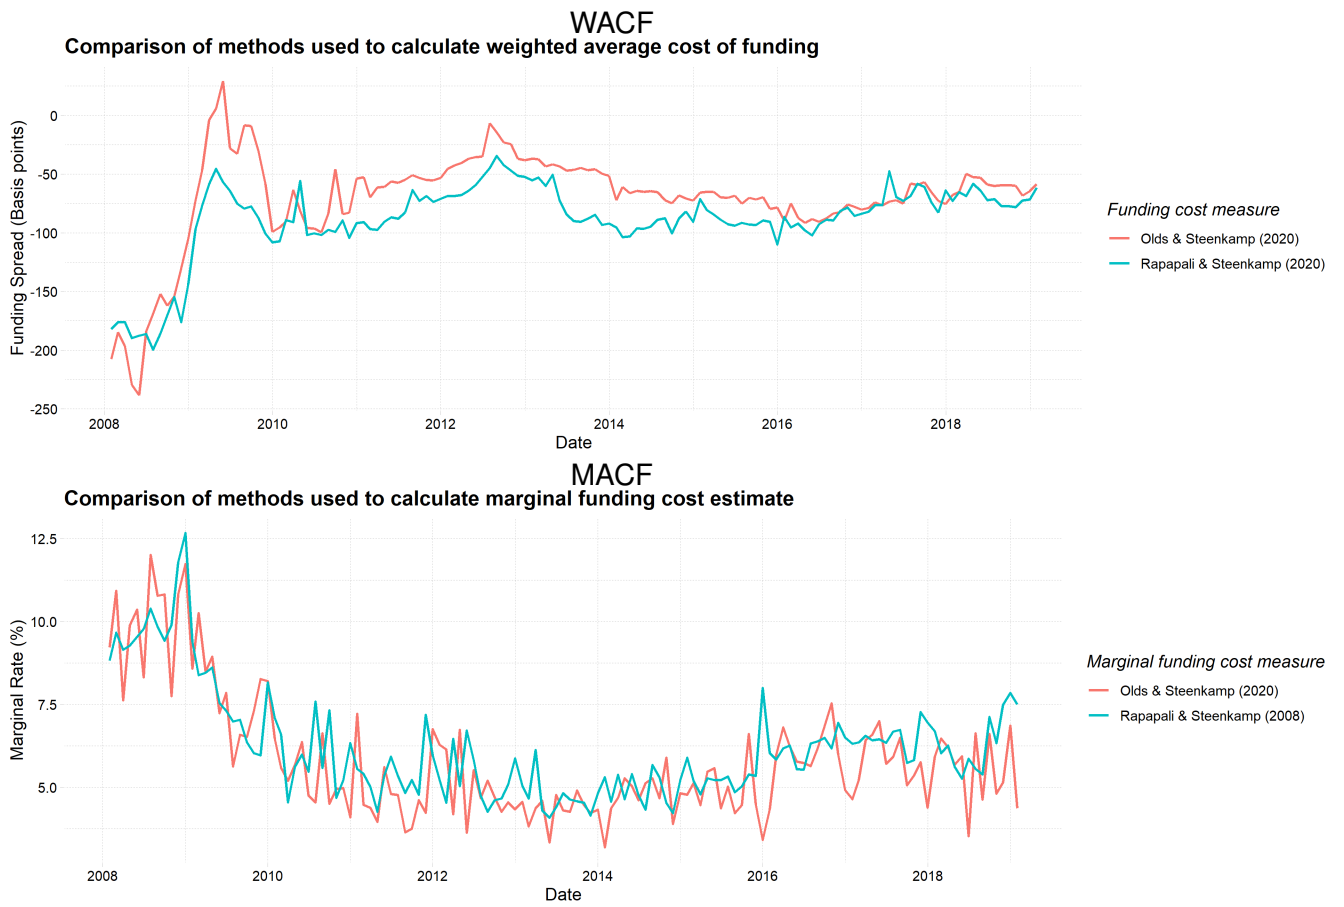 WACF
Comparison of methods used to calculate weighted average cost of funding
Funding Spread (Basis points)
0
-50
-100
-150
-200
-250
2008
2010
2012
2014
2016
2018
Date
Funding cost measure
Olds & Steenkamp (2020)
Rapapali & Steenkamp (2020)
MACF
Comparison of methods used to calculate marginal funding cost estimate
Marginal Rate (%)
12.5
10.0
7.5
5.0
2008
2010
2012
2014
2016
2018
Date
Marginal funding cost measure
Olds & Steenkamp (2020)
Rapapali & Steenkamp (2008)